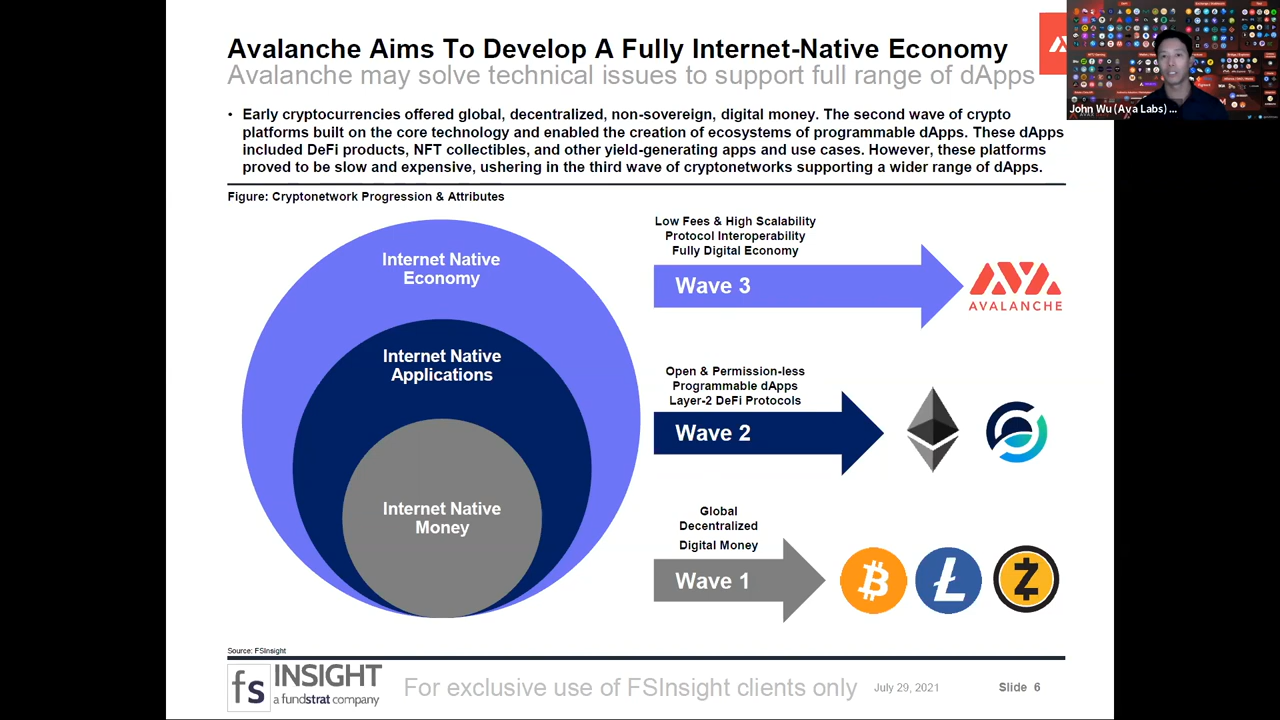 Avalanche Aims To Develop A Fully Internet-Native Economy
Avalanche may solve technical issues to support full range of dApps
• Early cryptocurrencies offered global, decentralized, non-sovereign, digital money. The second wave of crypto
platforms built on the core technology and enabled the creation of ecosystems of programmable dApps. These dApps
included DeFi products, NFT collectibles, and other yield-generating apps and use cases. However, these platforms
proved to be slow and expensive, ushering in the third wave of cryptonetworks supporting a wider range of dApps.
John Wu (Ava Labs) ...
Figure: Cryptonetwork Progression & Attributes
Internet Native
Economy
Internet Native
Applications
Internet Native
Money
Low Fees & High Scalability
Protocol Interoperability
Fully Digital Economy
Wave 3
AVALANCHE
Open & Permission-less
Programmable dApps
Layer-2 DeFi Protocols
Wave 2
Global
Decentralized
Digital Money
Wave 1
Source: FSInsight
fs INSIGHT
a fundstrat company
For exclusive use of FSInsight clients only
July 29, 2021
Slide 6